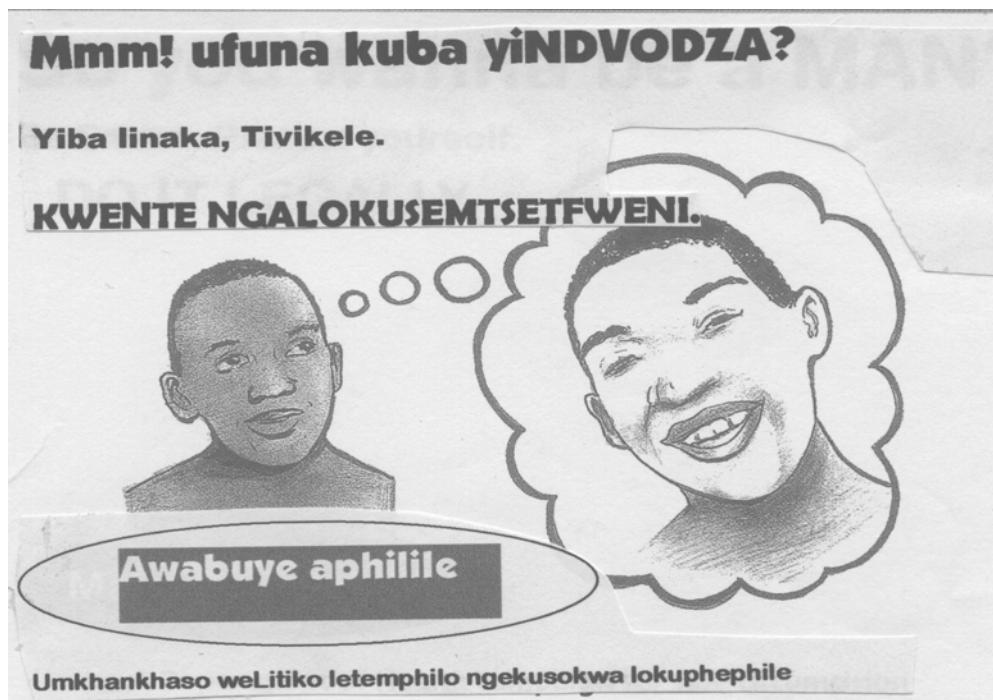 Mmm! ufuna kuba yiNDVODZA?
Yiba linaka, Tivikele.
KWENTE NGALOKUSEMTSETFWENI.
Awabuye aphilile
Umkhankhaso weLitiko letemphilo ngekusokwa lokuphephile